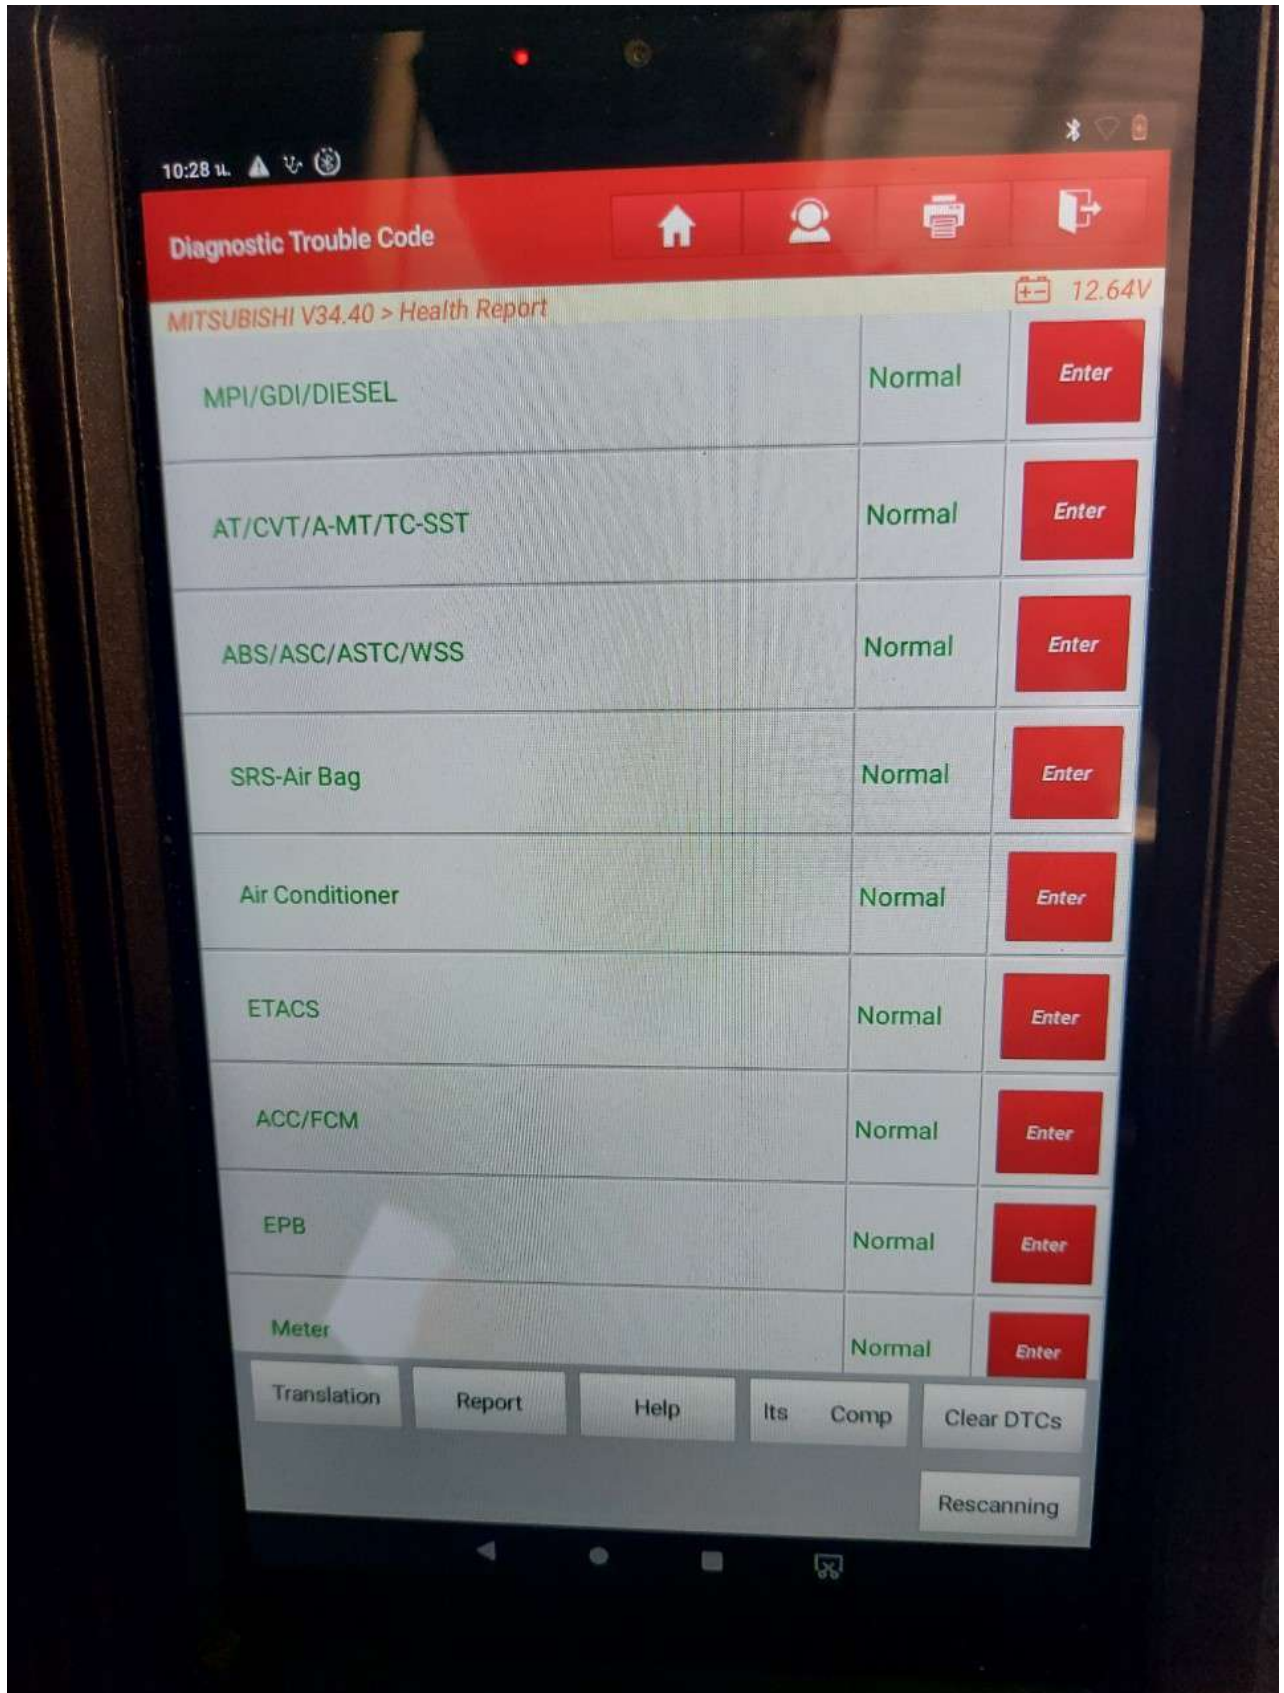 10:28 น.
Diagnostic Trouble Code
MITSUBISHI V34.40 > Health Report 12.64V
MPI/GDI/DIESEL Normal Enter
AT/CVT/A-MT/TC-SST Normal Enter
ABS/ASC/ASTC/WSS Normal Enter
SRS-Air Bag Normal Enter
Air Conditioner Normal Enter
ETACS Normal Enter
ACC/FCM Normal Enter
EPB Normal Enter
Meter Normal Enter
Translation Report Help Its Comp Clear DTCs
Rescanning